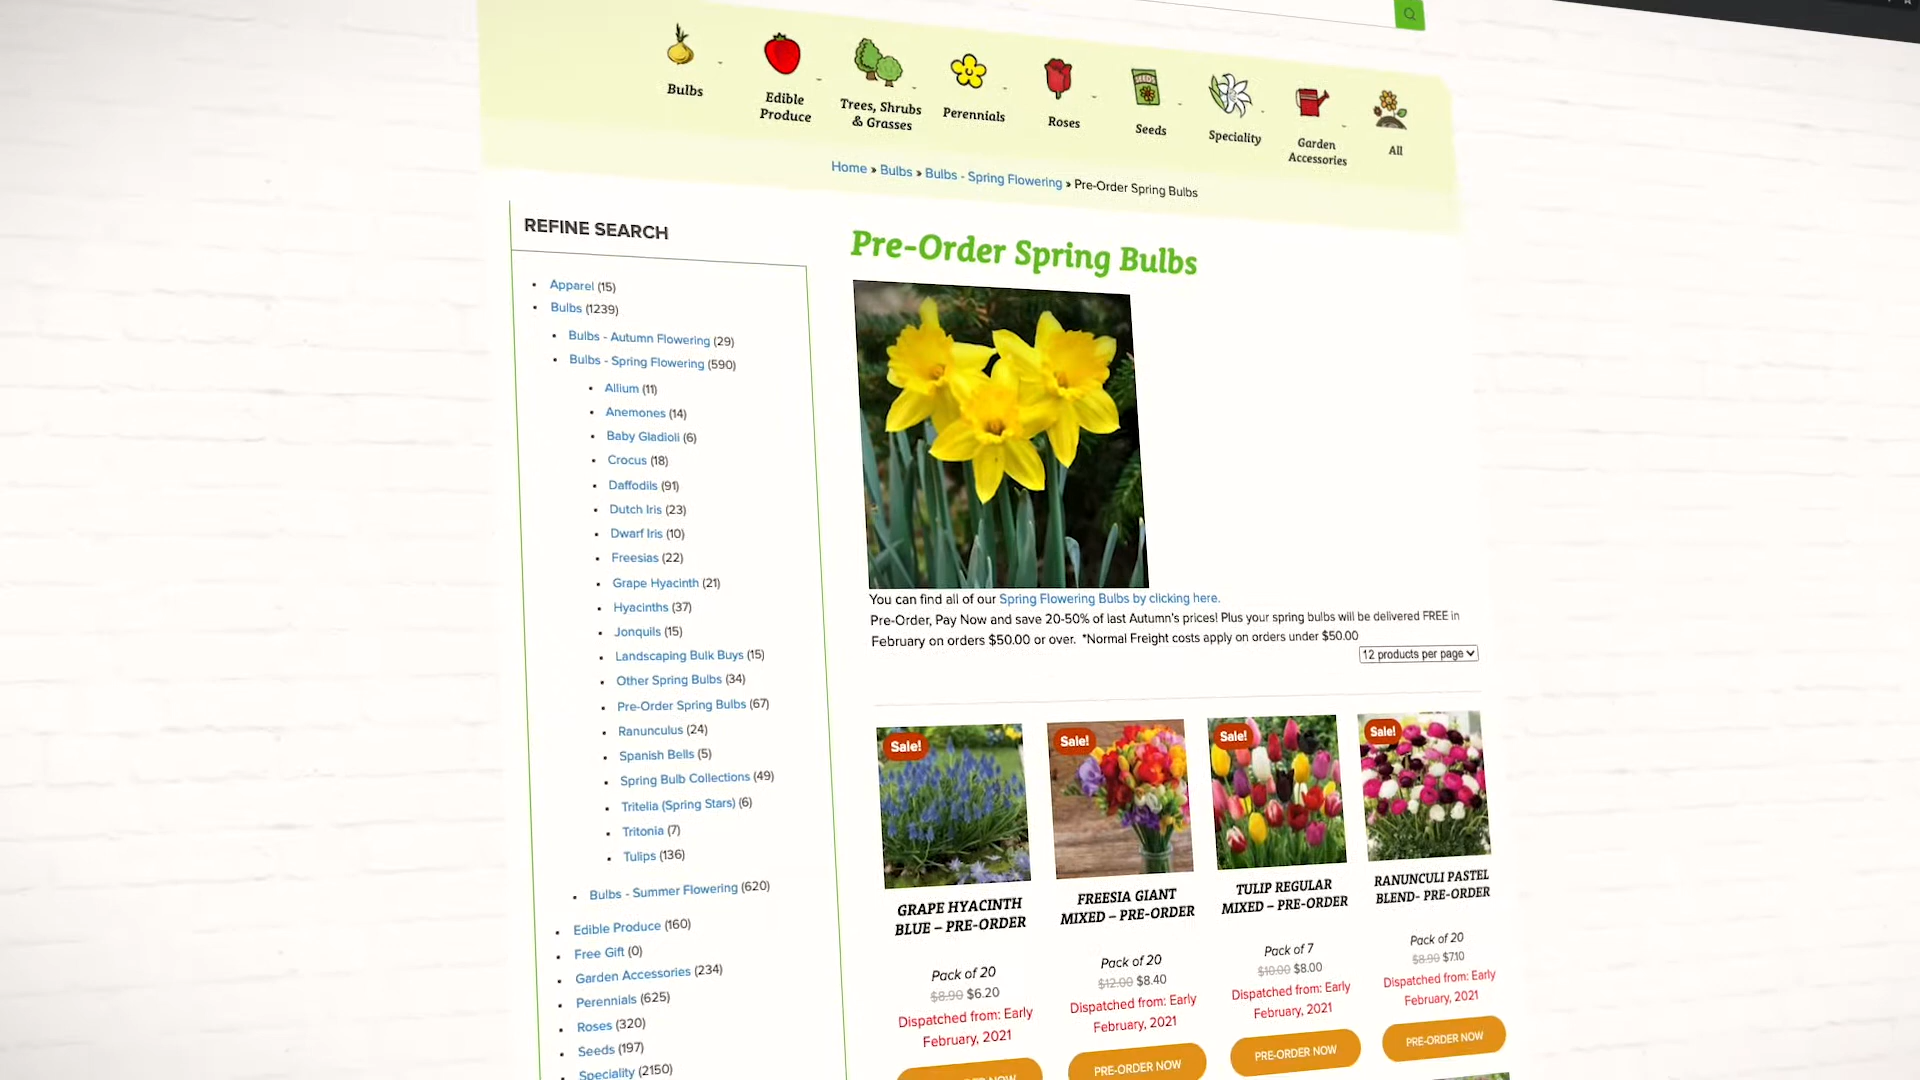 Bulbs
Edible
Produce
Trees, Shrubs
& Grasses
Perennials
Roses
SEEDS
Seeds
Speciality
Garden
Accessories
All
Home » Bulbs » Bulbs - Spring Flowering » Pre-Order Spring Bulbs
REFINE SEARCH
Apparel (15)
Bulbs (1239)
Bulbs - Autumn Flowering (29)
Bulbs - Spring Flowering (590)
Allium (11)
Anemones (14)
Baby Gladioli (6)
Crocus (18)
Daffodils (91)
Dutch Iris (23)
Dwarf Iris (10)
Freesias (22)
Grape Hyacinth (21)
Hyacinths (37)
Jonquils (15)
Landscaping Bulk Buys (15)
Other Spring Bulbs (34)
Pre-Order Spring Bulbs (67)
Ranunculus (24)
Spanish Bells (5)
Spring Bulb Collections (49)
Tritelia (Spring Stars) (6)
Tritonia (7)
Tulips (136)
Bulbs - Summer Flowering (620)
Edible Produce (160)
Free Gift (0)
Garden Accessories (234)
Perennials (625)
Roses (320)
Seeds (197)
Speciality (2150)
Pre-Order Spring Bulbs
You can find all of our Spring Flowering Bulbs by clicking here.
Pre-Order, Pay Now and save 20-50% of last Autumn's prices! Plus your spring bulbs will be delivered FREE in
February on orders $50.00 or over. *Normal Freight costs apply on orders under $50.00
12 products per page
Sale!
GRAPE HYACINTH
BLUE – PRE-ORDER
Pack of 20
$8.90 $6.20
Dispatched from: Early
February, 2021
NOW
Sale!
FREESIA GIANT
MIXED – PRE-ORDER
Pack of 20
$12.00 $8.40
Dispatched from: Early
February, 2021
PRE-ORDER NOW
Sale!
TULIP REGULAR
MIXED – PRE-ORDER
Pack of 7
$10.00 $8.00
Dispatched from: Early
February, 2021
PRE-ORDER NOW
Sale!
RANUNCULI PASTEL
BLEND- PRE-ORDER
Pack of 20
$8.90 $7.10
Dispatched from: Early
February, 2021
PRE-ORDER NOW